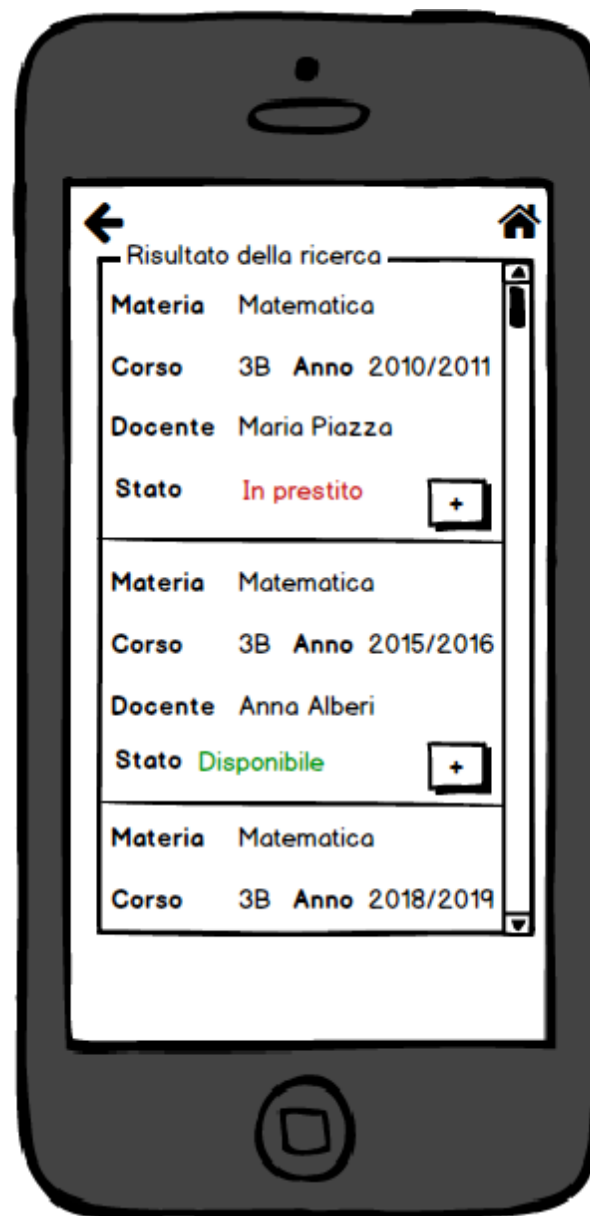 Risultato della ricerca
Materia Matematica
Corso 3B Anno 2010/2011
Docente Maria Piazza
Stato In prestito +
Materia Matematica
Corso 3B Anno 2015/2016
Docente Anna Alberi
Stato Disponibile +
Materia Matematica
Corso 3B Anno 2018/2019